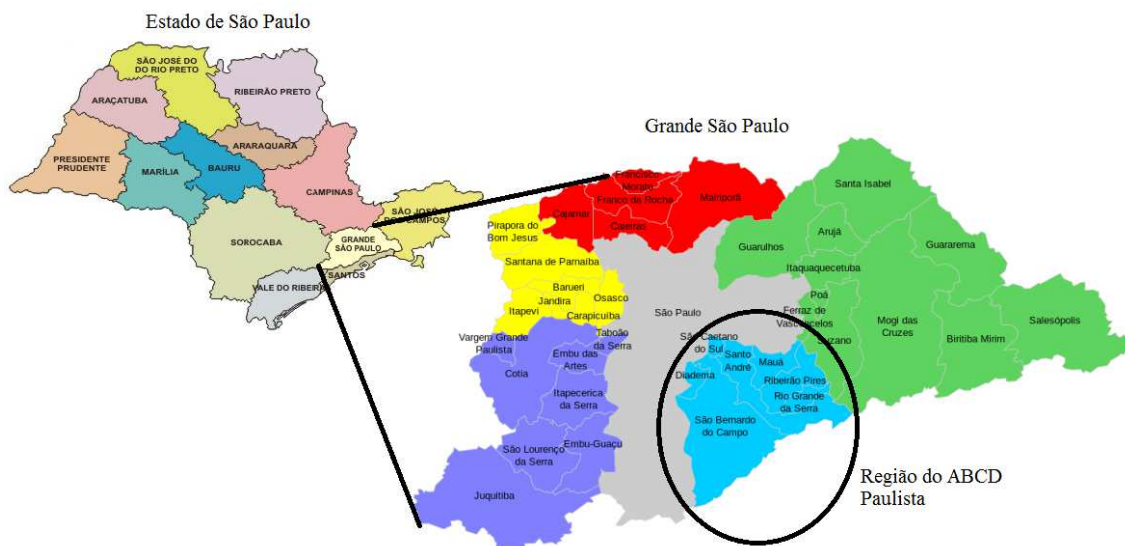 Estado de São Paulo
SÃO JOSÉ DO
DO RIO PRETO
RIBEIRÃO PRETO
ARAÇATUBA
ARARAQUARA
PRESIDENTE
PRUDENTE
MARÍLIA
BAURU
CAMPINAS
SÃO JOSÉ
CAMPOS
SOROCABA
GRANDE
SÃO PAULO
SANTOS
VALE DO RIBEIR
Grande São Paulo
Francisco
Morato
Franco da Rocha
Mairiporã
Cajamar
Caieiras
Pirapora do
Bom Jesus
Santana de Parnaíba
Barueri
Jandira
Osasco
Itapevi
Carapicuíba
Santa Isabel
Guarulhos
Arujá
Guararema
Itaquaquecetuba
Poá
Ferraz de
Vasconcelos
Suzano
Mogi das
Cruzes
Biritiba Mirim
Salesópolis
São Paulo
Vargem Grande
Paulista
Taboão
da Serra
Cotia
Embu das
Artes
Itapecerica
da Serra
São Lourenço
da Serra
Embu-Guaçu
Juquitiba
São Caetano
do Sul
Santo
André
Mauá
Diadema
Ribeirão Pires
Rio Grande
da Serra
São Bernardo
do Campo
Região do ABCD
Paulista